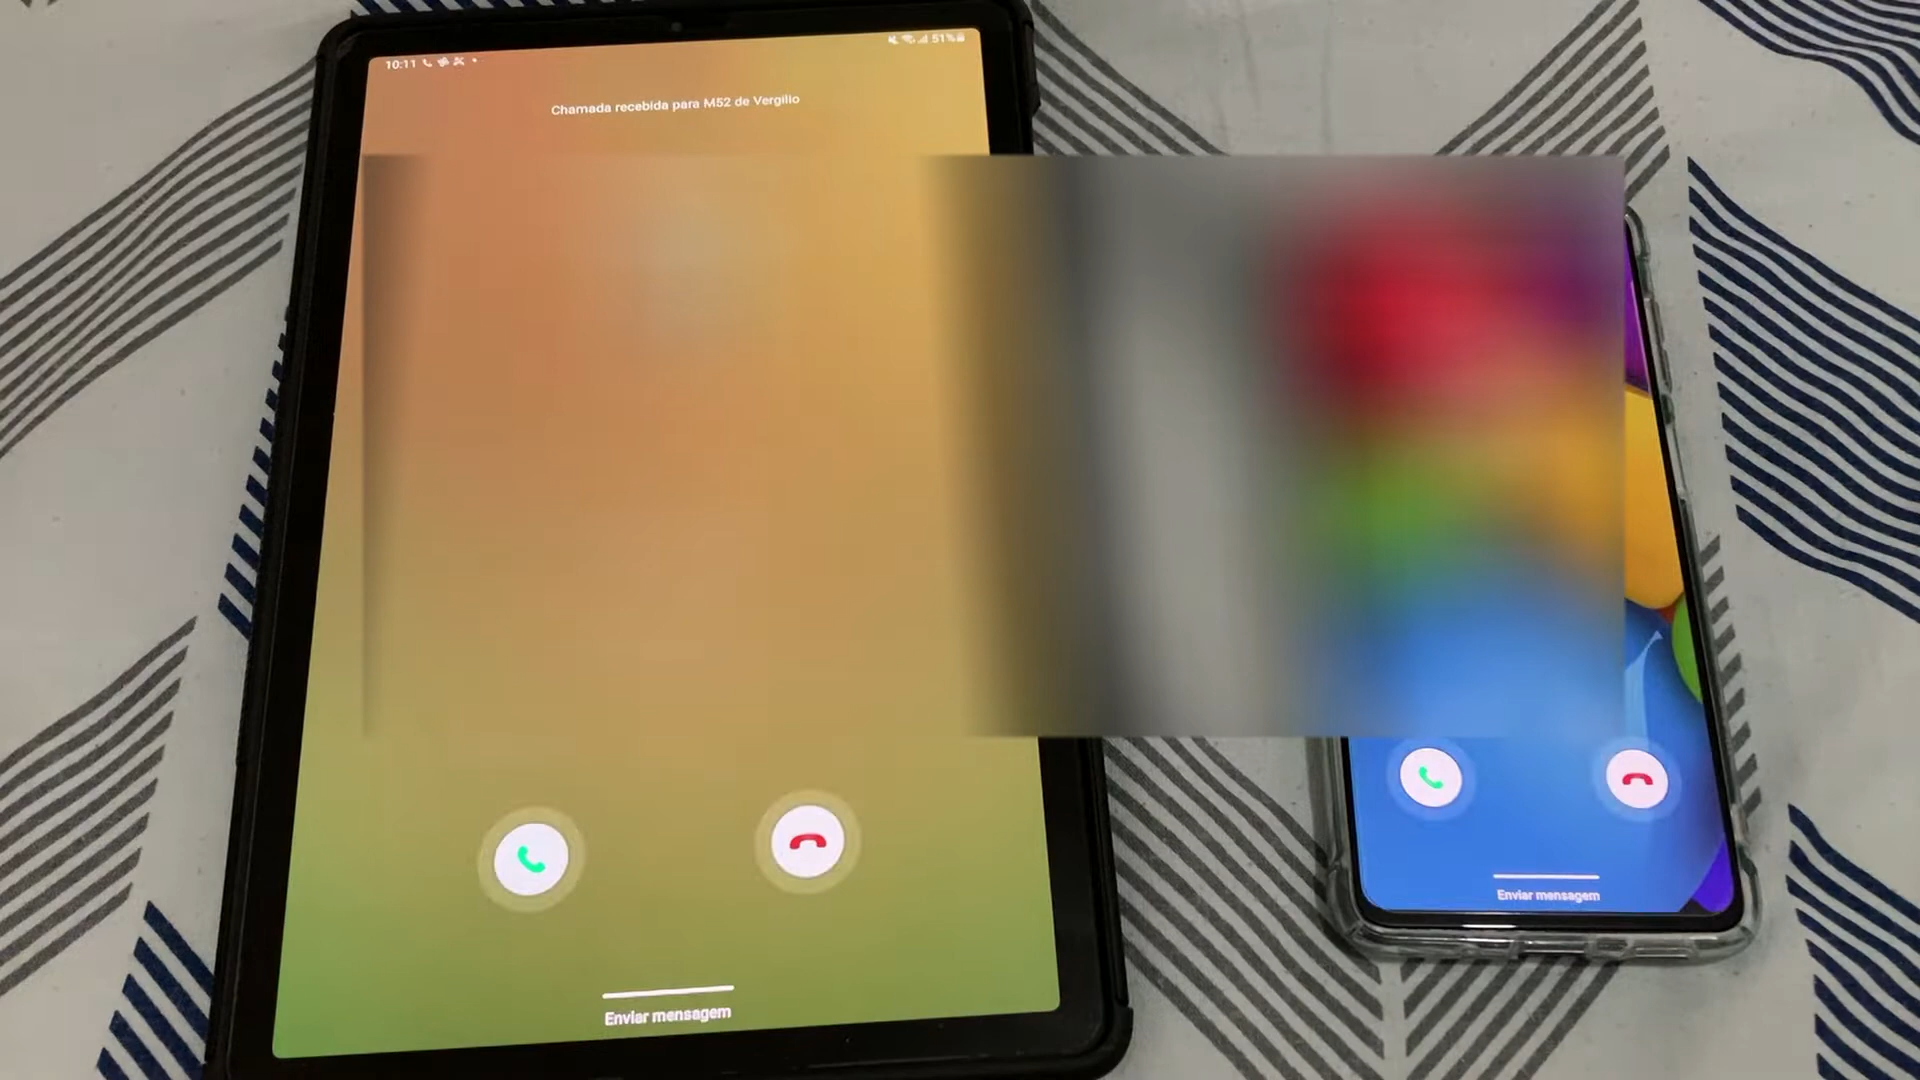 10:11
51%
Chamada recebida para M52 de Vergilio
Enviar mensagem
Enviar mensagem